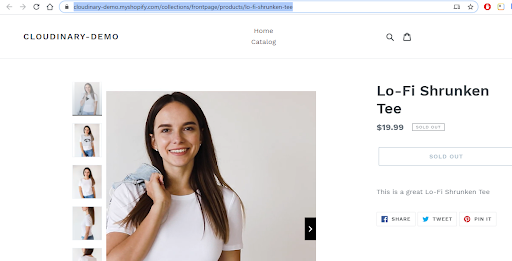 cloudinary-demo.myshopify.com/collections/frontpage/products/lo-fi-shrunken-tee
CLOUDINARY-DEMO
Home
Catalog
Lo-Fi Shrunken
Tee
$19.99 SOLD OUT
SOLD OUT
This is a great Lo-Fi Shrunken Tee
SHARE TWEET PIN IT